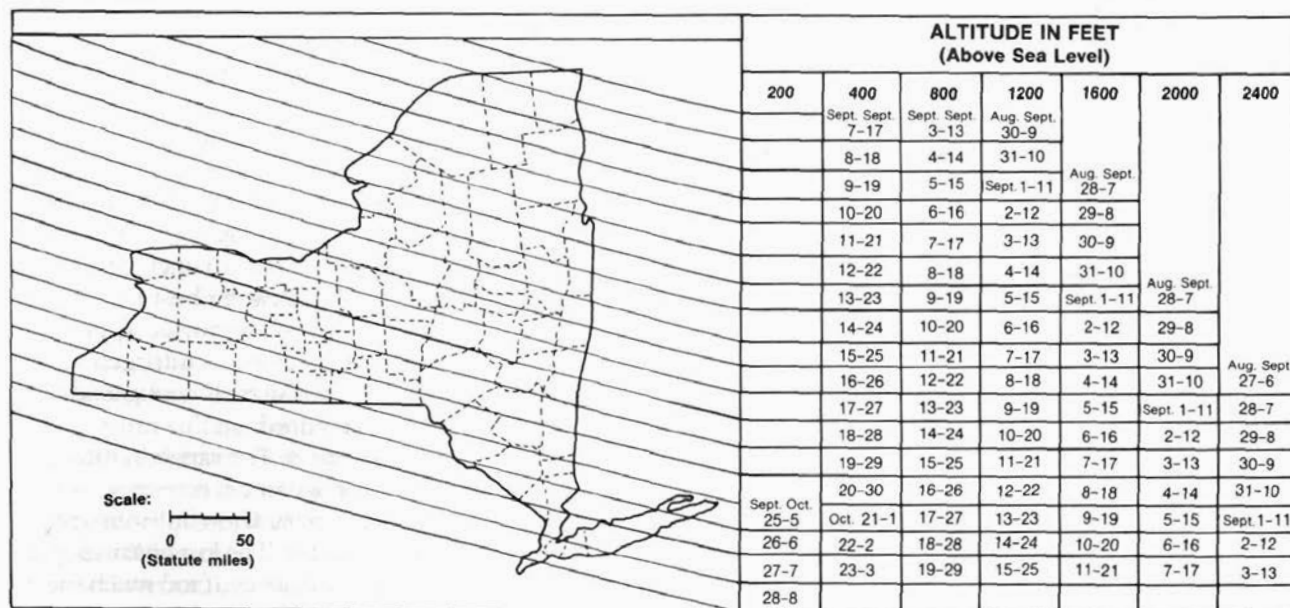 ALTITUDE IN FEET
(Above Sea Level)
200 400 800 1200 1600 2000 2400
Sept. Sept. Sept. Sept. Aug. Sept.
7-17 3-13 30-9
8-18 4-14 31-10
Aug. Sept.
9-19 5-15 Sept. 1-11 28-7
10-20 6-16 2-12 29-8
11-21 7-17 3-13 30-9
12-22 8-18 4-14 31-10
Aug. Sept.
13-23 9-19 5-15 Sept. 1-11 28-7
14-24 10-20 6-16 2-12 29-8
15-25 11-21 7-17 3-13 30-9
Aug. Sept
16-26 12-22 8-18 4-14 31-10 27-6
17-27 13-23 9-19 5-15 Sept. 1-11 28-7
18-28 14-24 10-20 6-16 2-12 29-8
19-29 15-25 11-21 7-17 3-13 30-9
20-30 16-26 12-22 8-18 4-14 31-10
Sept. Oct.
25-5 Oct. 21-1 17-27 13-23 9-19 5-15 Sept. 1-11
26-6 22-2 18-28 14-24 10-20 6-16 2-12
27-7 23-3 19-29 15-25 11-21 7-17 3-13
28-8
Scale:
0 50
(Statute miles)